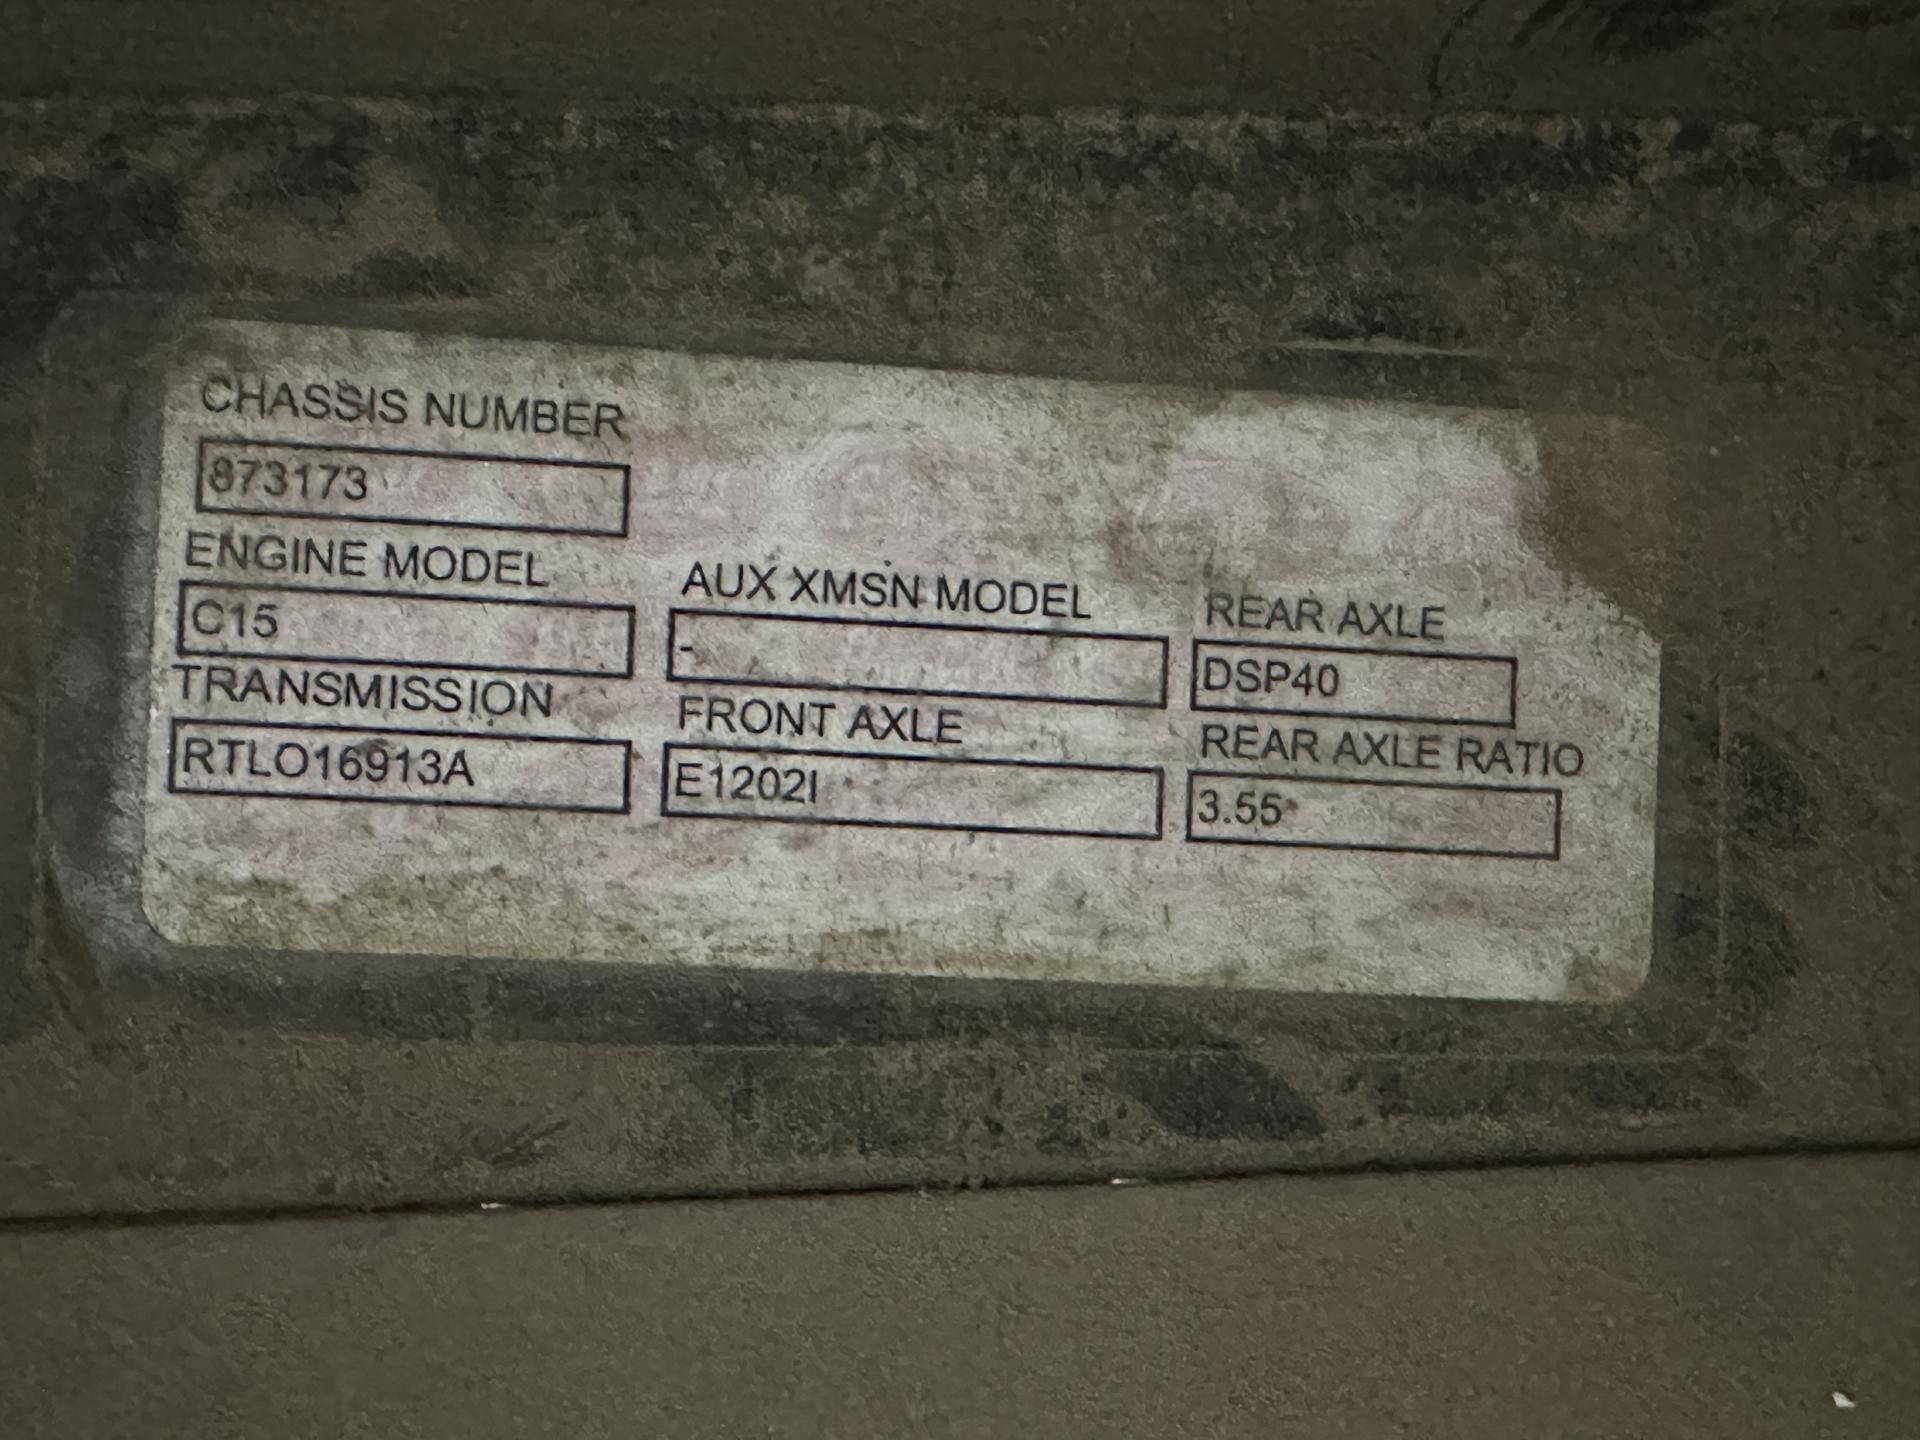 CHASSIS NUMBER
873173
ENGINE MODEL
C15
AUX XMSN MODEL
-
REAR AXLE
DSP40
TRANSMISSION
RTLO16913A
FRONT AXLE
E1202I
REAR AXLE RATIO
3.55